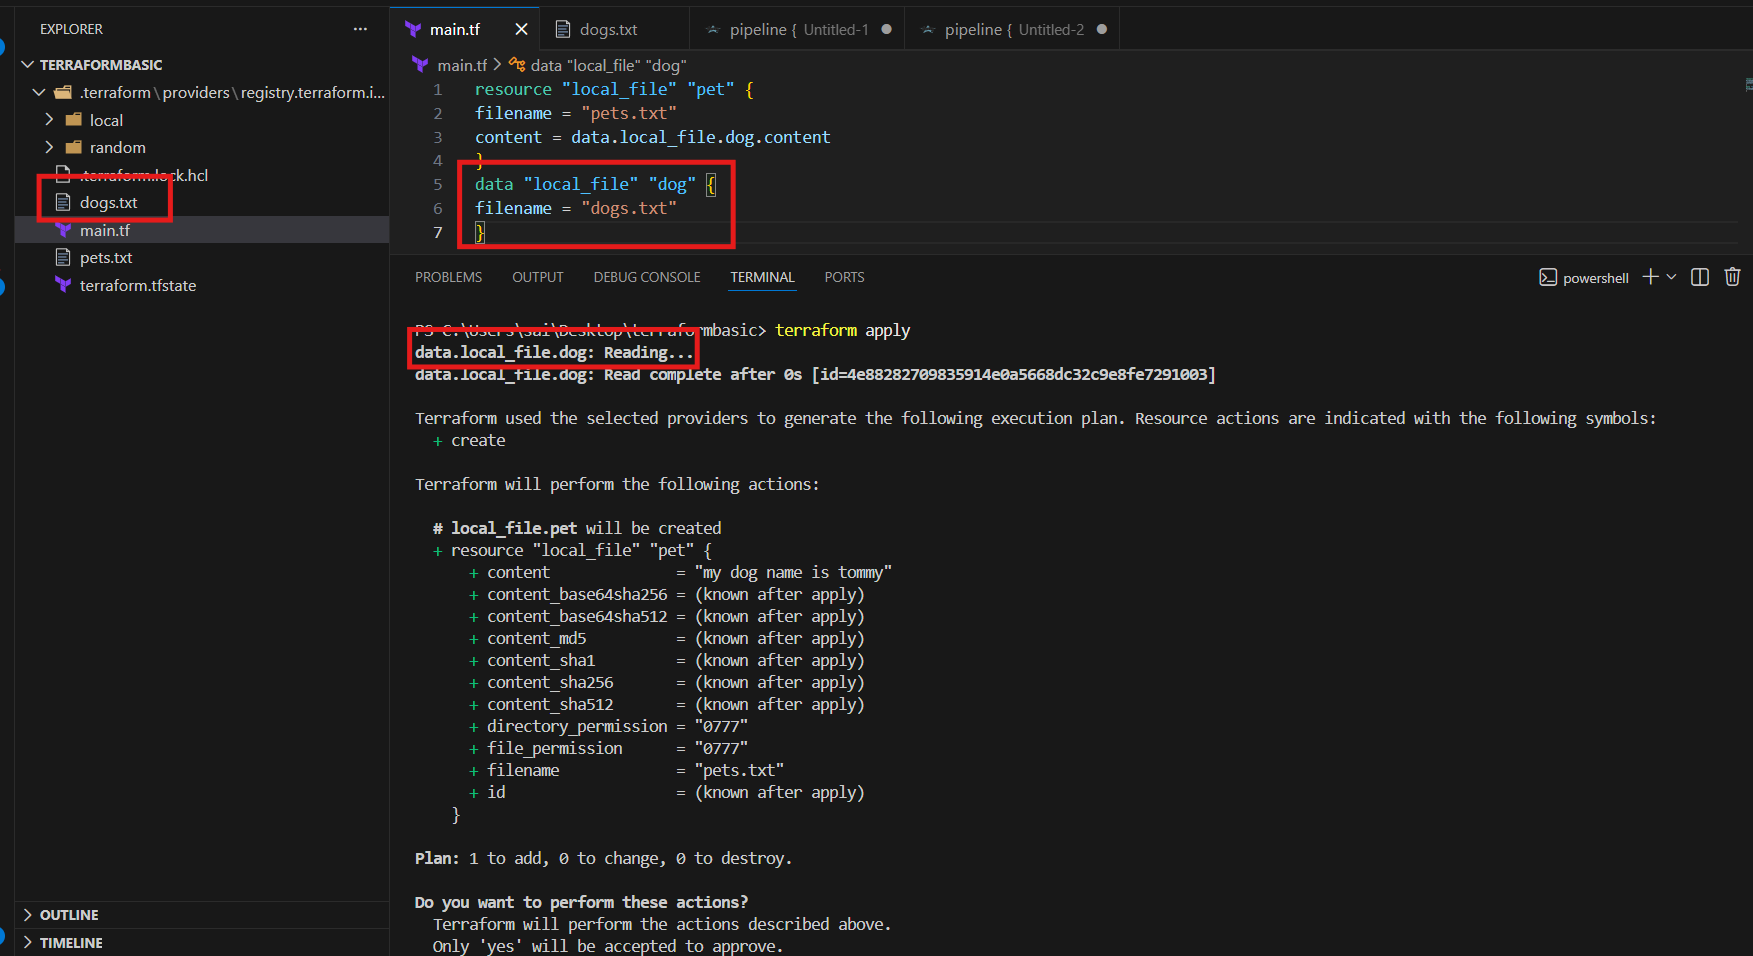 EXPLORER
...
TERRAFORMBASIC
.terraform\providers\registry.terraform.i...
local
random
.terraform.lock.hcl
dogs.txt
main.tf
pets.txt
terraform.tfstate
OUTLINE
TIMELINE
main.tf
dogs.txt
pipeline { Untitled-1
pipeline { Untitled-2
main.tf > data "local_file" "dog"
1 resource "local_file" "pet" {
2 filename = "pets.txt"
3 content = data.local_file.dog.content
4 }
5 data "local_file" "dog" {
6 filename = "dogs.txt"
7 }
PROBLEMS OUTPUT DEBUG CONSOLE TERMINAL PORTS
powershell
PS C:\Users\sai\Desktop\terraformbasic> terraform apply
data.local_file.dog: Reading...
data.local_file.dog: Read complete after 0s [id=4e88282709835914e0a5668dc32c9e8fe7291003]
Terraform used the selected providers to generate the following execution plan. Resource actions are indicated with the following symbols:
+ create
Terraform will perform the following actions:
# local_file.pet will be created
+ resource "local_file" "pet" {
+ content = "my dog name is tommy"
+ content_base64sha256 = (known after apply)
+ content_base64sha512 = (known after apply)
+ content_md5 = (known after apply)
+ content_sha1 = (known after apply)
+ content_sha256 = (known after apply)
+ content_sha512 = (known after apply)
+ directory_permission = "0777"
+ file_permission = "0777"
+ filename = "pets.txt"
+ id = (known after apply)
}
Plan: 1 to add, 0 to change, 0 to destroy.
Do you want to perform these actions?
Terraform will perform the actions described above.
Only 'yes' will be accepted to approve.